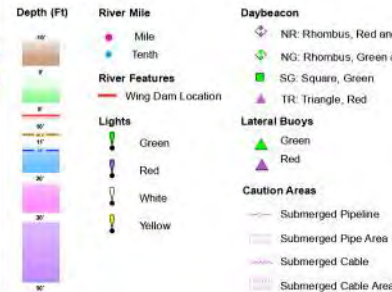 Depth (Ft)
River Mile
Mile
Tenth
River Features
Wing Dam Location
Lights
Green
Red
White
Yellow
Daybeacon
NR: Rhombus, Red and
NG: Rhombus, Green a
SG: Square, Green
TR: Triangle, Red
Lateral Buoys
Green
Red
Caution Areas
Submerged Pipeline
Submerged Pipe Area
Submerged Cable
Submerged Cable Area